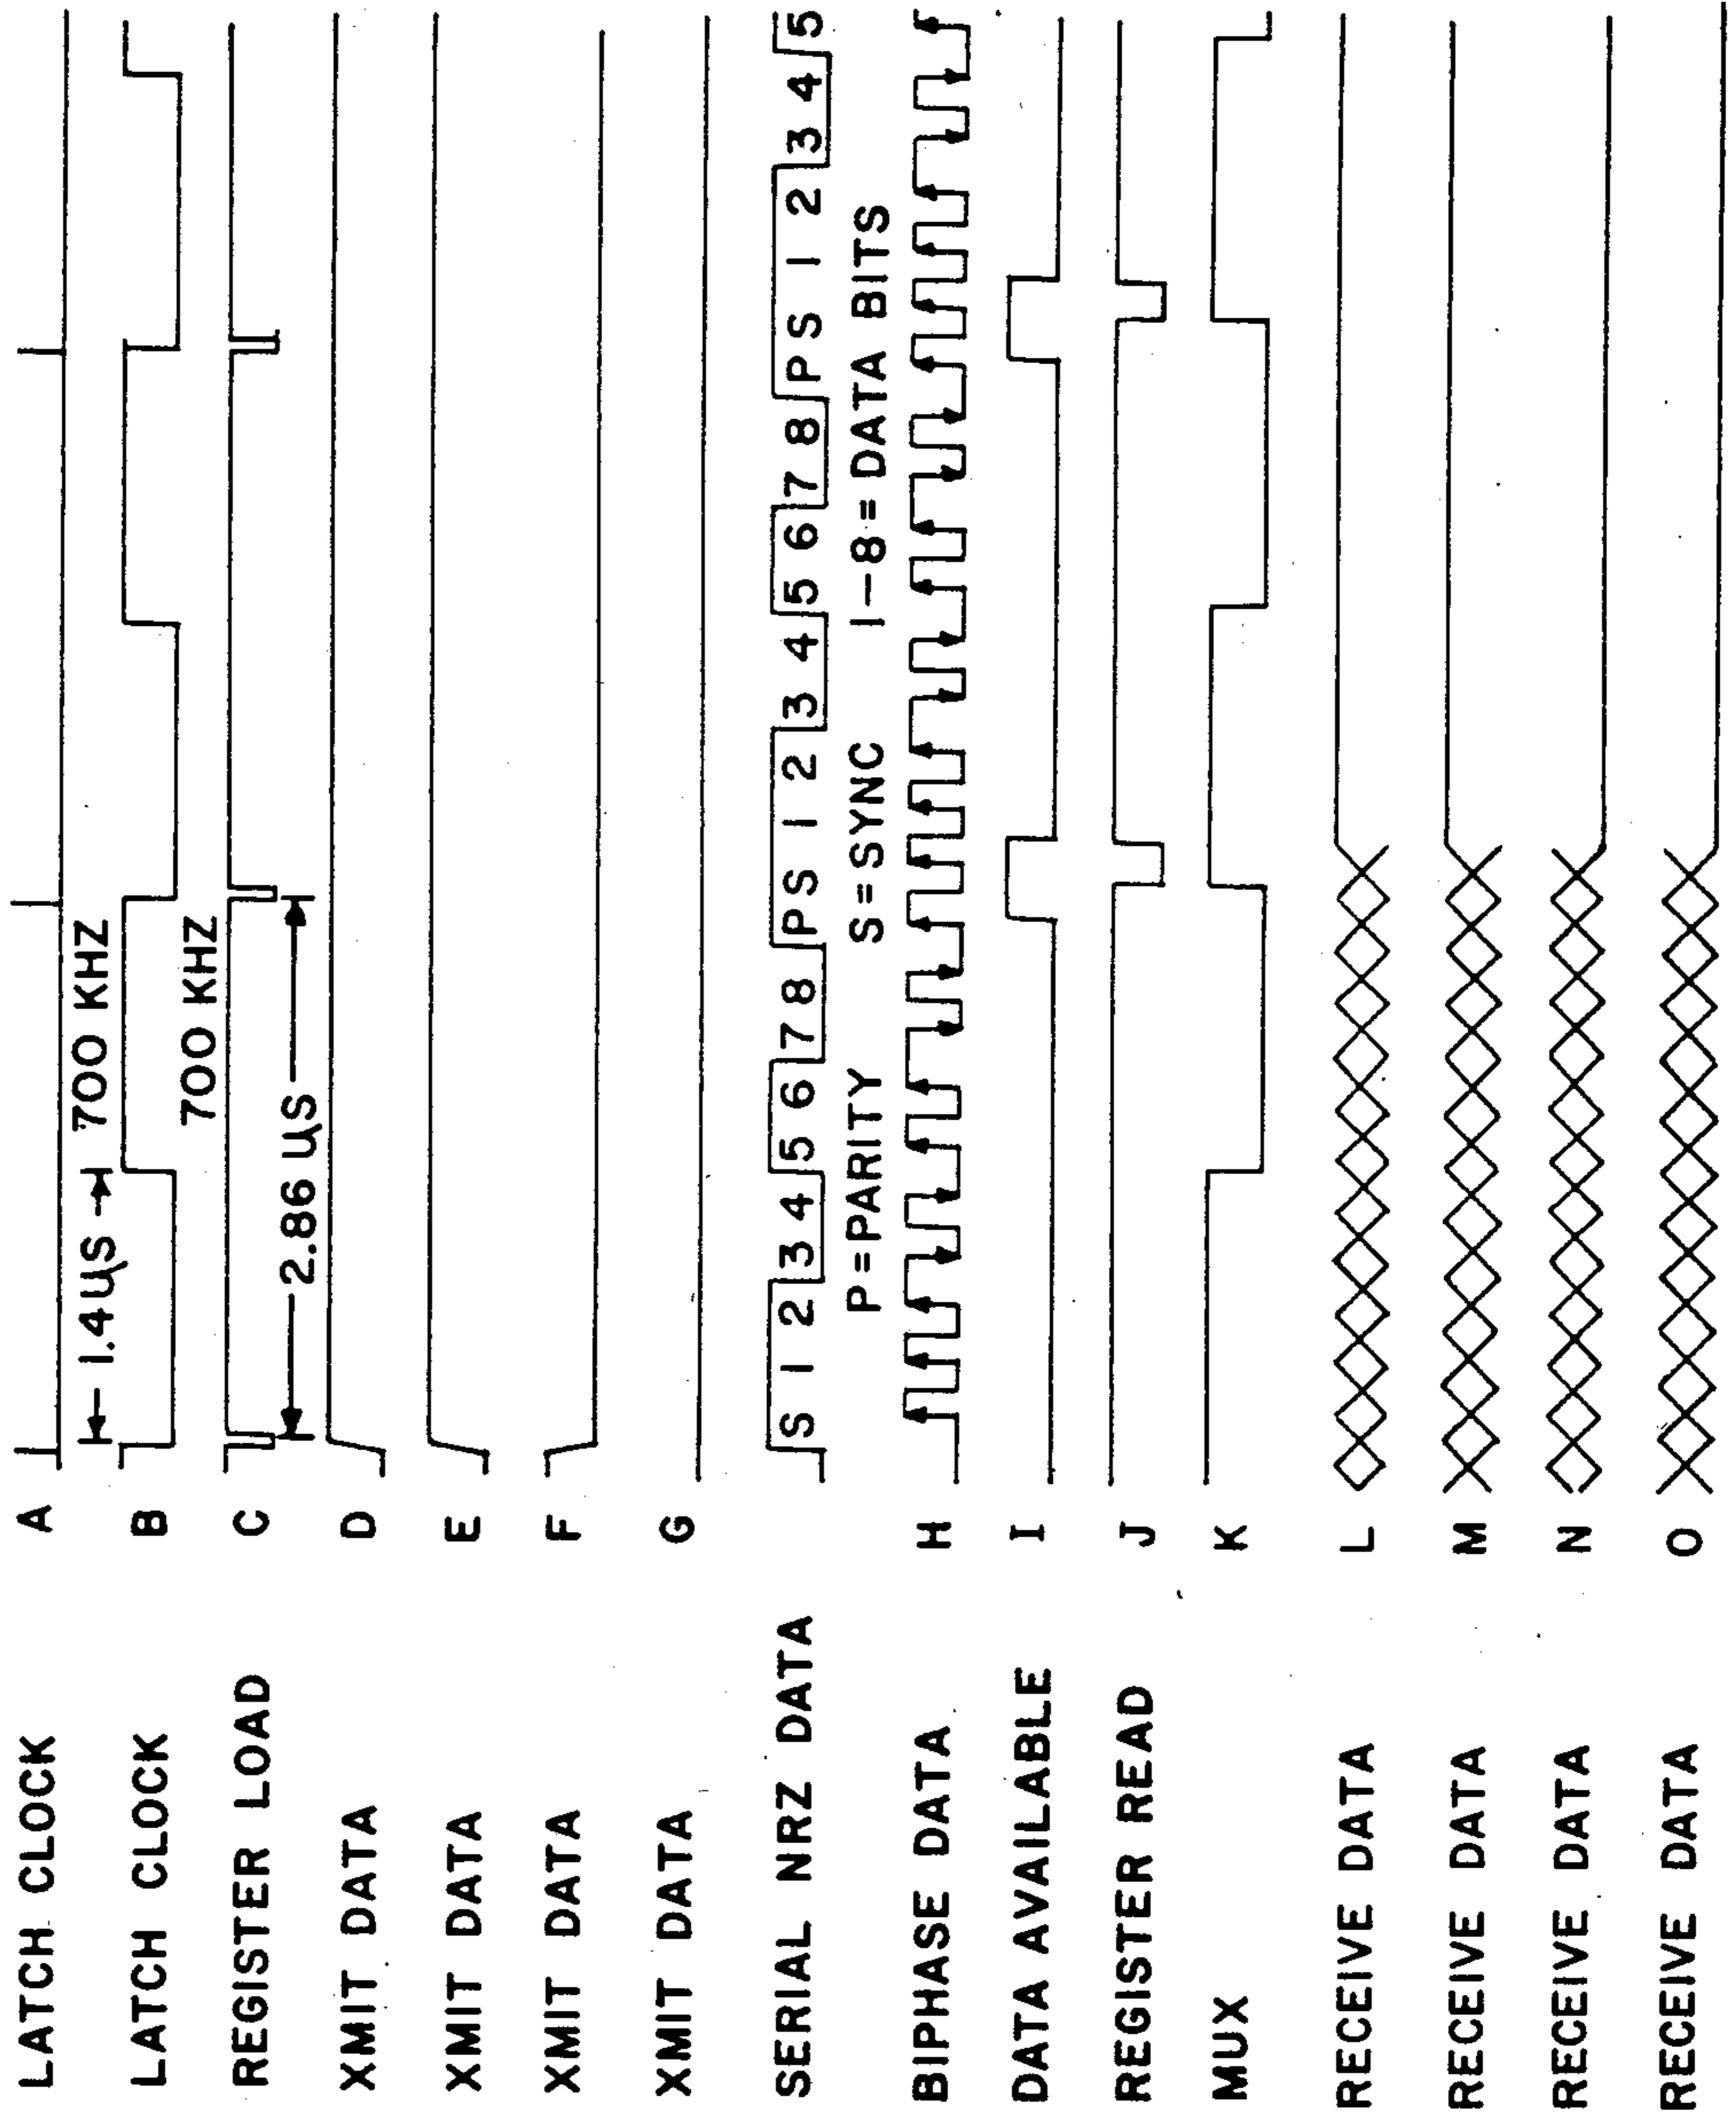 LATCH CLOCK A
1.4 µS 700 KHZ
LATCH CLOCK B
700 KHZ
REGISTER LOAD C
2.86 µS
XMIT DATA D
XMIT DATA E
XMIT DATA F
XMIT DATA G
SERIAL NRZ DATA S 1 2 3 4 5 6 7 8 P S 1 2 3 4 5 6 7 8 P S 1 2 3 4 5
P=PARITY S=SYNC 1-8=DATA BITS
BIPHASE DATA H
DATA AVAILABLE I
REGISTER READ J
MUX K
RECEIVE DATA L
RECEIVE DATA M
RECEIVE DATA N
RECEIVE DATA O